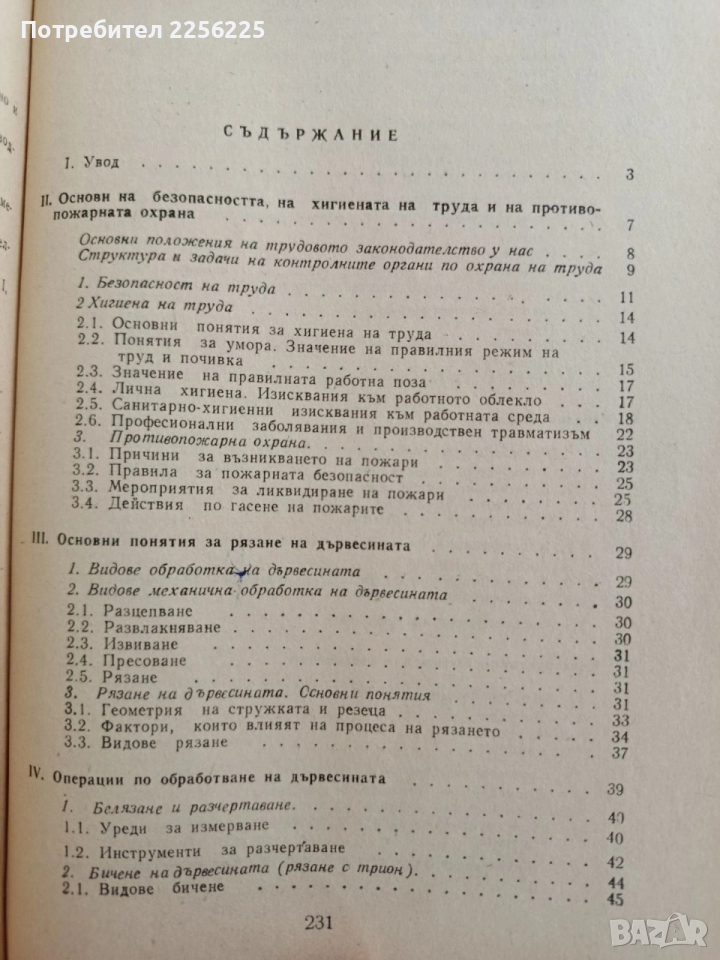 Потребител 2256225
но и
вод-
ме-
ед-
I,
СЪДЪРЖАНИЕ
I. Увод . . . . . . . . . . 3
II. Основи на безопасността, на хигиената на труда и на противо-
пожарната охрана . . . . . . . . . . 7
Основни положения на трудовото законодателство у нас . . . . 8
Структура и задачи на контролните органи по охрана на труда 9
1. Безопасност на труда . . . . . . . . . . 11
2 Хигиена на труда . . . . . . . . . . 14
2.1. Основни понятия за хигиена на труда . . . . . . 14
2.2. Понятия за умора. Значение на правилния режим на
труд и почивка . . . . . . . . . . 15
2.3. Значение на правилната работна поза . . . . . . 17
2.4. Лична хигиена. Изисквания към работното облекло . . . 17
2.5. Санитарно-хигиенни изисквания към работната среда . . . 18
2.6. Професионални заболявания и производствен травматизъм 22
3. Противопожарна охрана. . . . . . . . . . 23
3.1. Причини за възникването на пожари . . . . . . 23
3.2. Правила за пожарната безопасност . . . . . . 25
3.3. Мероприятия за ликвидиране на пожари . . . . . . 25
3.4. Действия по гасене на пожарите . . . . . . 28
III. Основни понятия за рязане на дървесината . . . . . . 29
1. Видове обработка на дървесината . . . . . . 29
2. Видове механична обработка на дървесината . . . . . . 30
2.1. Разцепване . . . . . . . . . . 30
2.2. Развлакняване . . . . . . . . . . 30
2.3. Извиване . . . . . . . . . . 31
2.4. Пресоване . . . . . . . . . . 31
2.5. Рязане . . . . . . . . . . 31
3. Рязане на дървесината. Основни понятия . . . . . . 31
3.1. Геометрия на стружката и резеца . . . . . . 33
3.2. Фактори, които влияят на процеса на рязането . . . . 34
3.3. Видове рязане . . . . . . . . . . 37
IV. Операции по обработване на дървесината . . . . . . 39
1. Белязане и разчертаване. . . . . . . . . . 40
1.1. Уреди за измерване . . . . . . . . . . 40
1.2. Инструменти за разчертаване . . . . . . 42
2. Бичене на дървесината (рязане с трион). . . . . . 44
2.1. Видове бичене . . . . . . . . . . 45
231
BAZAR